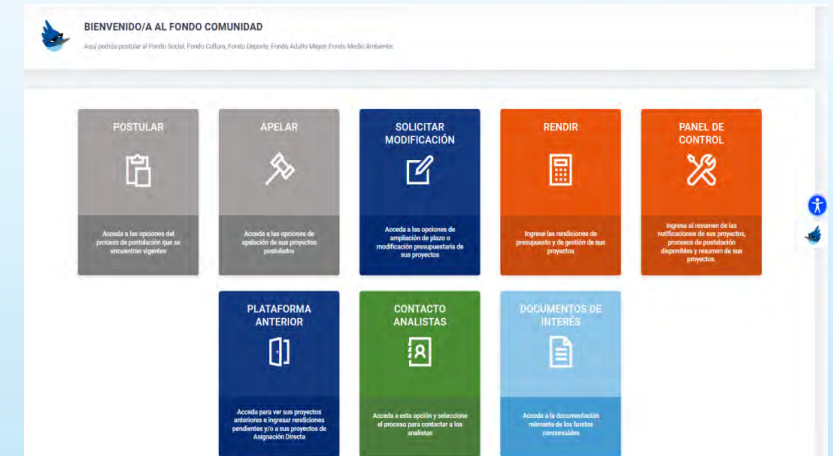 BIENVENIDO/A AL FONDO COMUNIDAD
Aquí podrás postular al Fondo Social, Fondo Cultura, Fondo Deporte, Fondo Adulto Mayor, Fondo Medio Ambiente.
POSTULAR
Acceda a las opciones del
proceso de postulación que se
encuentran vigentes
APELAR
Acceda a las opciones de
apelación de sus proyectos
postulados
SOLICITAR
MODIFICACIÓN
Acceda a las opciones de
ampliación de plazo o
modificación presupuestaria de
sus proyectos
RENDIR
Ingrese las rendiciones de
presupuesto y de gestión de sus
proyectos
PANEL DE
CONTROL
Ingrese al resumen de las
notificaciones de sus proyectos,
procesos de postulación
disponibles y resumen de sus
proyectos.
PLATAFORMA
ANTERIOR
Acceda para ver sus proyectos
anteriores e ingresar rendiciones
pendientes y/o a sus proyectos de
Asignación Directa
CONTACTO
ANALISTAS
Acceda a esta opción y seleccione
el proceso para contactar a los
analistas
DOCUMENTOS DE
INTERÉS
Acceda a la documentación
relevante de los fondos
concursables